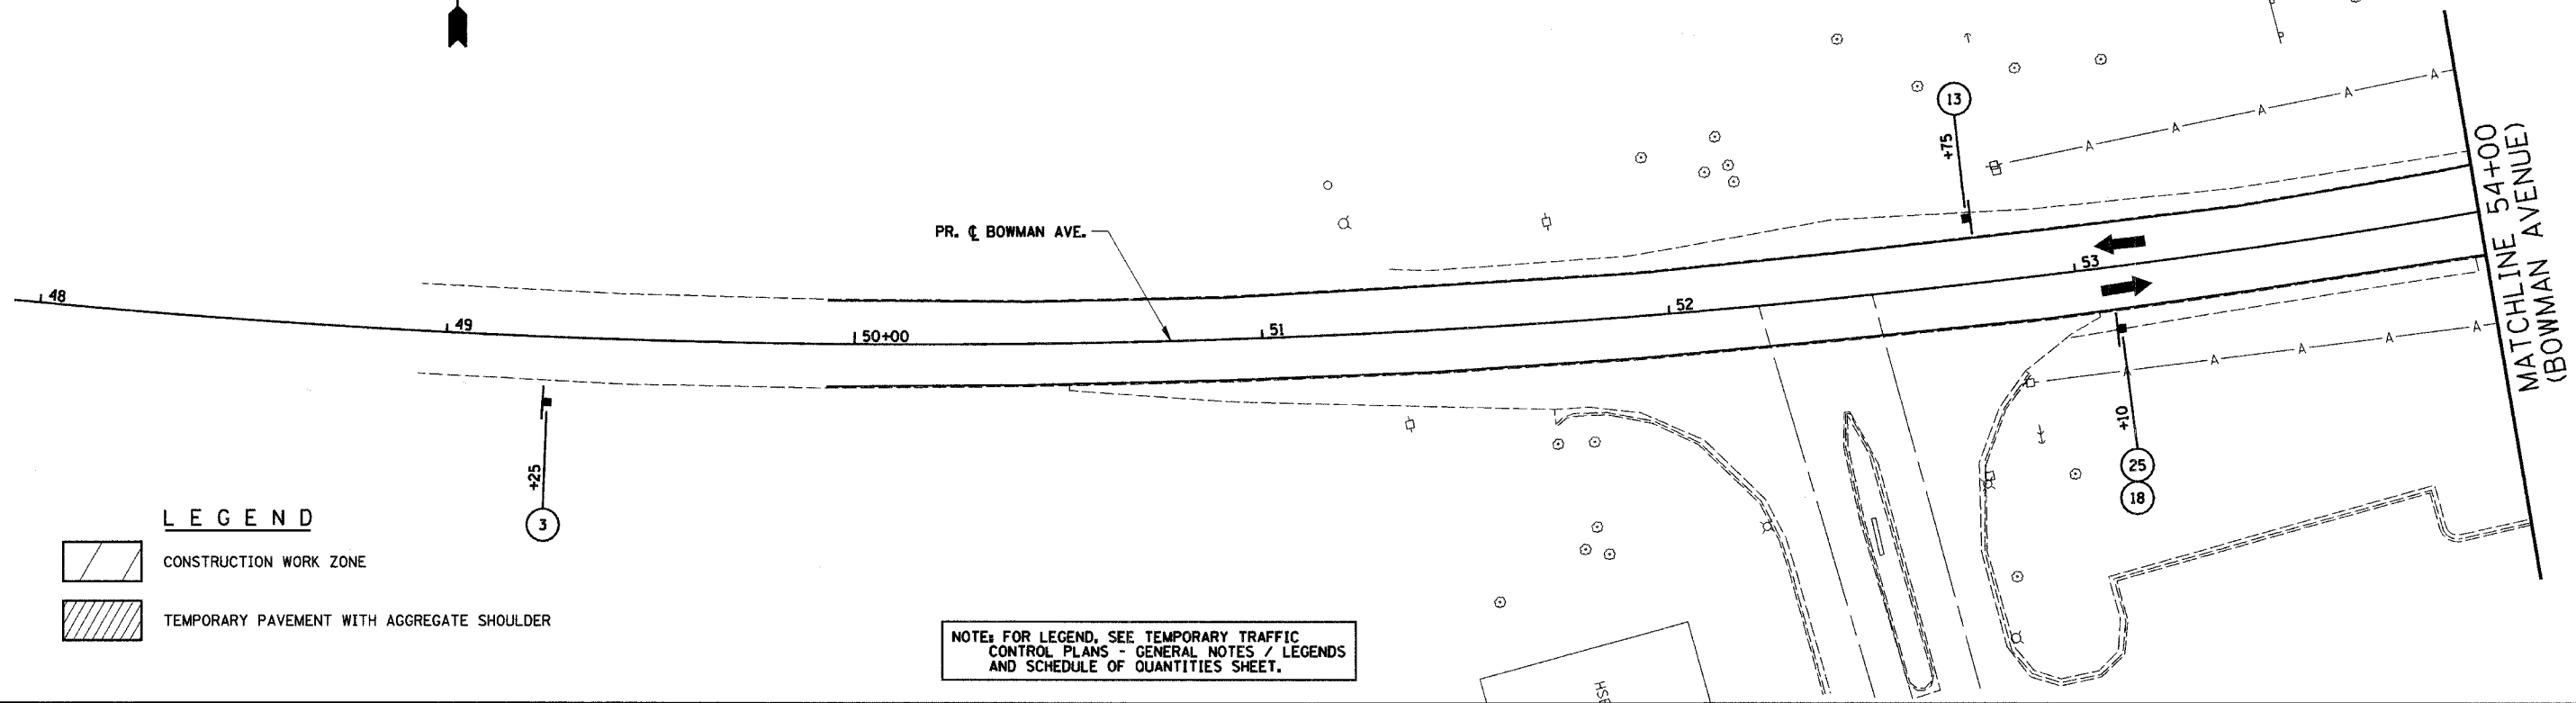 13
+75
A A A A A
MATCHLINE 54+00
(BOWMAN AVENUE)
PR. ℄ BOWMAN AVE.
48
49
50+00
51
52
53
A A A A A
+25
3
+10
25
18
LEGEND
CONSTRUCTION WORK ZONE
TEMPORARY PAVEMENT WITH AGGREGATE SHOULDER
NOTE: FOR LEGEND, SEE TEMPORARY TRAFFIC
CONTROL PLANS - GENERAL NOTES / LEGENDS
AND SCHEDULE OF QUANTITIES SHEET.